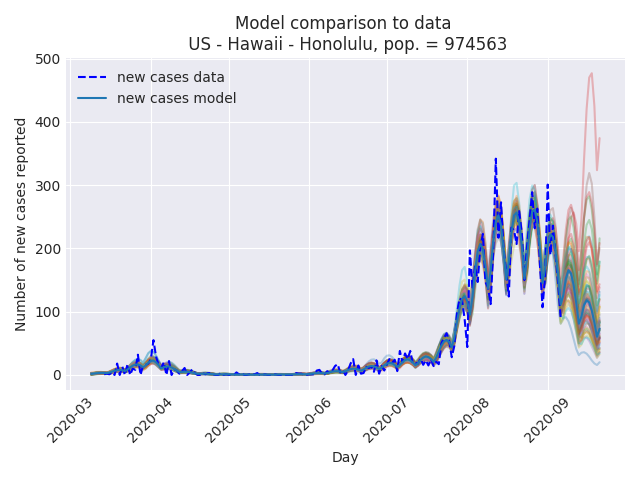 Model comparison to data
US - Hawaii - Honolulu, pop. = 974563
new cases data
new cases model
Number of new cases reported
500
400
300
200
100
0
2020-03
2020-04
2020-05
2020-06
2020-07
2020-08
2020-09
Day